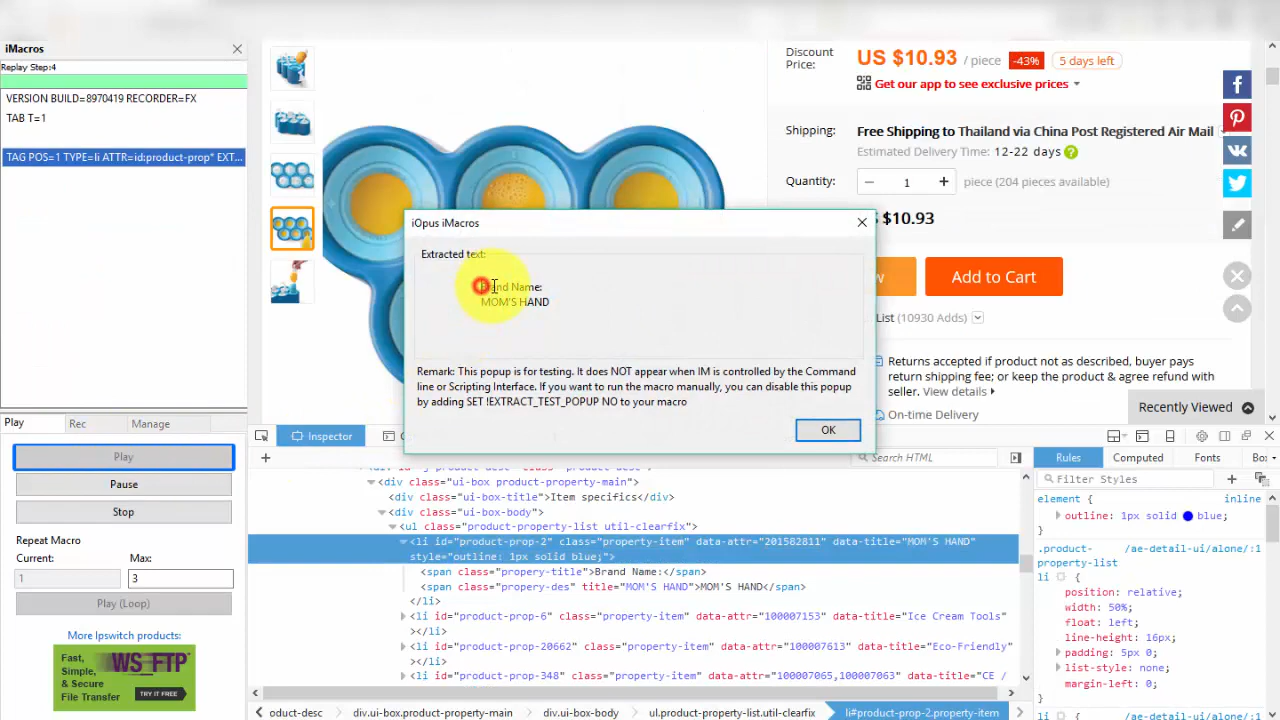 iMacros
Replay Step:4
VERSION BUILD=8970419 RECORDER=FX
TAB T=1
TAG POS=1 TYPE=li ATTR=id:product-prop* EXT...
Play
Rec
Manage
Play
Pause
Stop
Repeat Macro
Current:
Max:
1
3
Play (Loop)
More Ipswitch products:
Fast,
Simple,
& Secure
File Transfer
WS_FTP
TRY IT FREE
Discount
Price:
US $10.93 / piece -43% 5 days left
Get our app to see exclusive prices
Shipping:
Free Shipping to Thailand via China Post Registered Air Mail
Estimated Delivery Time: 12-22 days ?
Quantity:
1
piece (204 pieces available)
$10.93
Add to Cart
List (10930 Adds)
Returns accepted if product not as described, buyer pays
return shipping fee; or keep the product & agree refund with
seller. View details
On-time Delivery
Recently Viewed
iOpus iMacros
Extracted text:
Brand Name:
MOM'S HAND
Remark: This popup is for testing. It does NOT appear when IM is controlled by the Command
line or Scripting Interface. If you want to run the macro manually, you can disable this popup
by adding SET !EXTRACT_TEST_POPUP NO to your macro
OK
Inspector
Search HTML
<div class="ui-box product-property-main">
<div class="ui-box-title">Item specifics</div>
<div class="ui-box-body">
<ul class="product-property-list util-clearfix">
<li id="product-prop-2" class="property-item" data-attr="201582811" data-title="MOM'S HAND"
style="outline: 1px solid blue;">
<span class="propery-title">Brand Name:</span>
<span class="propery-des" title="MOM'S HAND">MOM'S HAND</span>
</li>
<li id="product-prop-6" class="property-item" data-attr="100007153" data-title="Ice Cream Tools"
></li>
<li id="product-prop-20662" class="property-item" data-attr="100007613" data-title="Eco-Friendly"
></li>
<li id="product-prop-348" class="property-item" data-attr="100007065,100007063" data-title="CE /
oduct-desc
div.ui-box.product-property-main
div.ui-box-body
ul.product-property-list.util-clearfix
li#product-prop-2.property-item
Rules
Computed
Fonts
Box
Filter Styles
element {
inline
outline: 1px solid blue;
}
.product-
property-list
li {
/ae-detail-ui/alone/:1
position: relative;
width: 50%;
float: left;
line-height: 16px;
padding: 5px 0;
list-style: none;
margin-left: 0;
}
li {
/ae-detail-ui/alone/:1